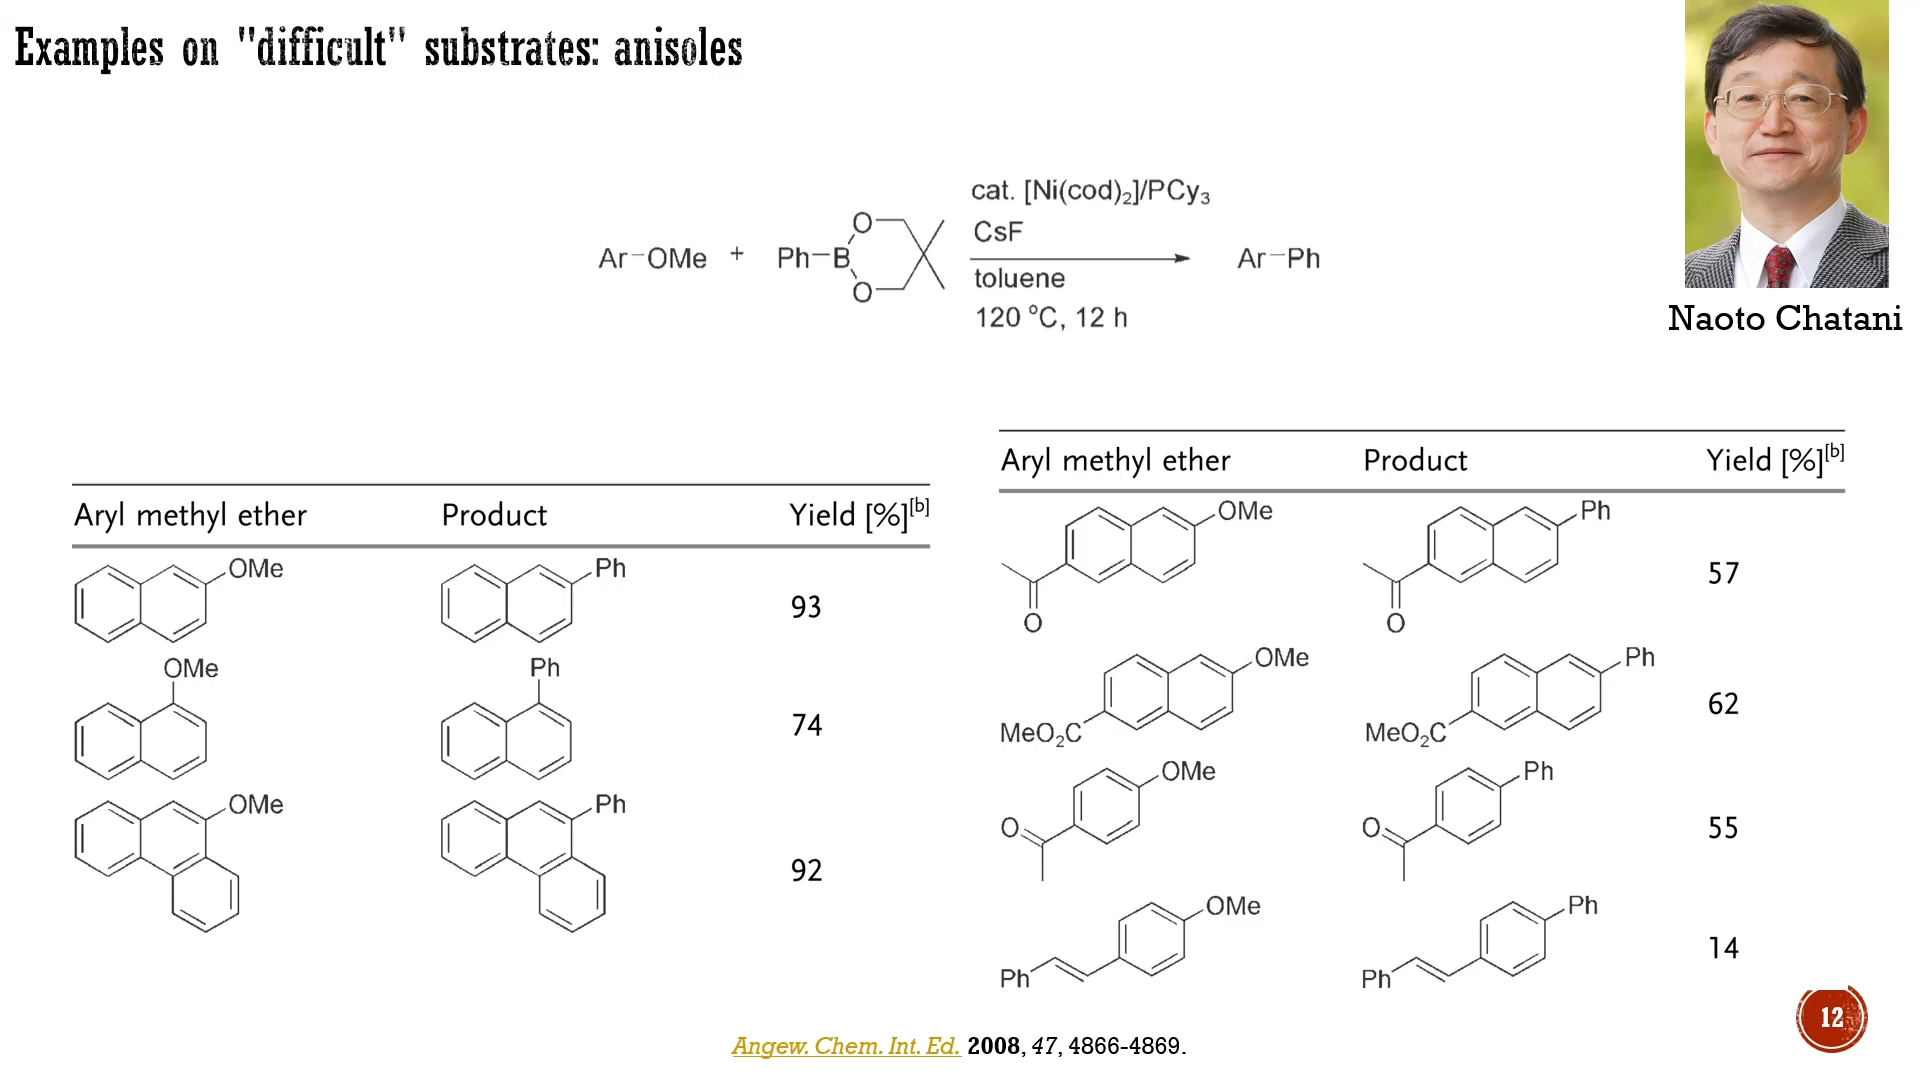 Examples on "difficult" substrates: anisoles
Naoto Chatani
Ar–OMe + Ph–B O O
cat. [Ni(cod)₂]/PCy₃
CsF
toluene
120 °C, 12 h
Ar–Ph
Aryl methyl ether Product Yield [%][b]
OMe Ph 93
OMe Ph 74
OMe Ph 92
Aryl methyl ether Product Yield [%][b]
OMe O Ph O 57
OMe MeO₂C Ph MeO₂C 62
OMe O Ph O 55
OMe Ph Ph Ph 14
Angew. Chem. Int. Ed. 2008, 47, 4866-4869.
12